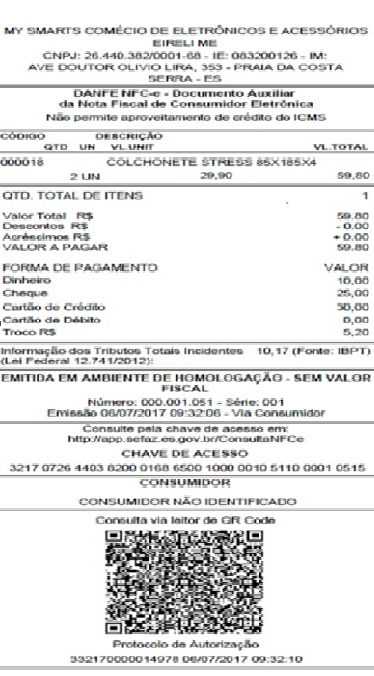 MY SMARTS COMÉCIO DE ELETRÔNICOS E ACESSÓRIOS
EIRELI ME
CNPJ: 26.440.382/0001-68 - IE: 083200126 - IM:
AVE DOUTOR OLIVIO LIRA, 353 - PRAIA DA COSTA
SERRA - ES
DANFE NFC-e - Documento Auxiliar
da Nota Fiscal de Consumidor Eletrônica
Não permite aproveitamento de crédito do ICMS
CÓDIGO DESCRIÇÃO
QTD UN VL.UNIT VL.TOTAL
000018 COLCHONETE STRESS 85X185X4
2 UN 29,90 59,80
QTD. TOTAL DE ITENS 1
Valor Total R$ 59,80
Descontos R$ - 0,00
Acréscimos R$ + 0,00
VALOR A PAGAR 59,80
FORMA DE PAGAMENTO VALOR
Dinheiro
Cheque 25,00
Cartão de Crédito
Cartão de Débito 0,00
Troco R$ 5,20
Informação dos Tributos Totais Incidentes 10,17 (Fonte: IBPT)
(Lei Federal 12.741/2012):
EMITIDA EM AMBIENTE DE HOMOLOGAÇÃO - SEM VALOR
FISCAL
Número: 000.001.051 - Série: 001
Emissão 06/07/2017 09:32:06 - Via Consumidor
Consulte pela chave de acesso em:
http://app.sefaz.es.gov.br/ConsultaNFCe
CHAVE DE ACESSO
3217 0726 4403 8200 0168 6500 1000 0010 5110 0001 0515
CONSUMIDOR
CONSUMIDOR NÃO IDENTIFICADO
Consulta via leitor de QR Code
Protocolo de Autorização
332170000014978 06/07/2017 09:32:10